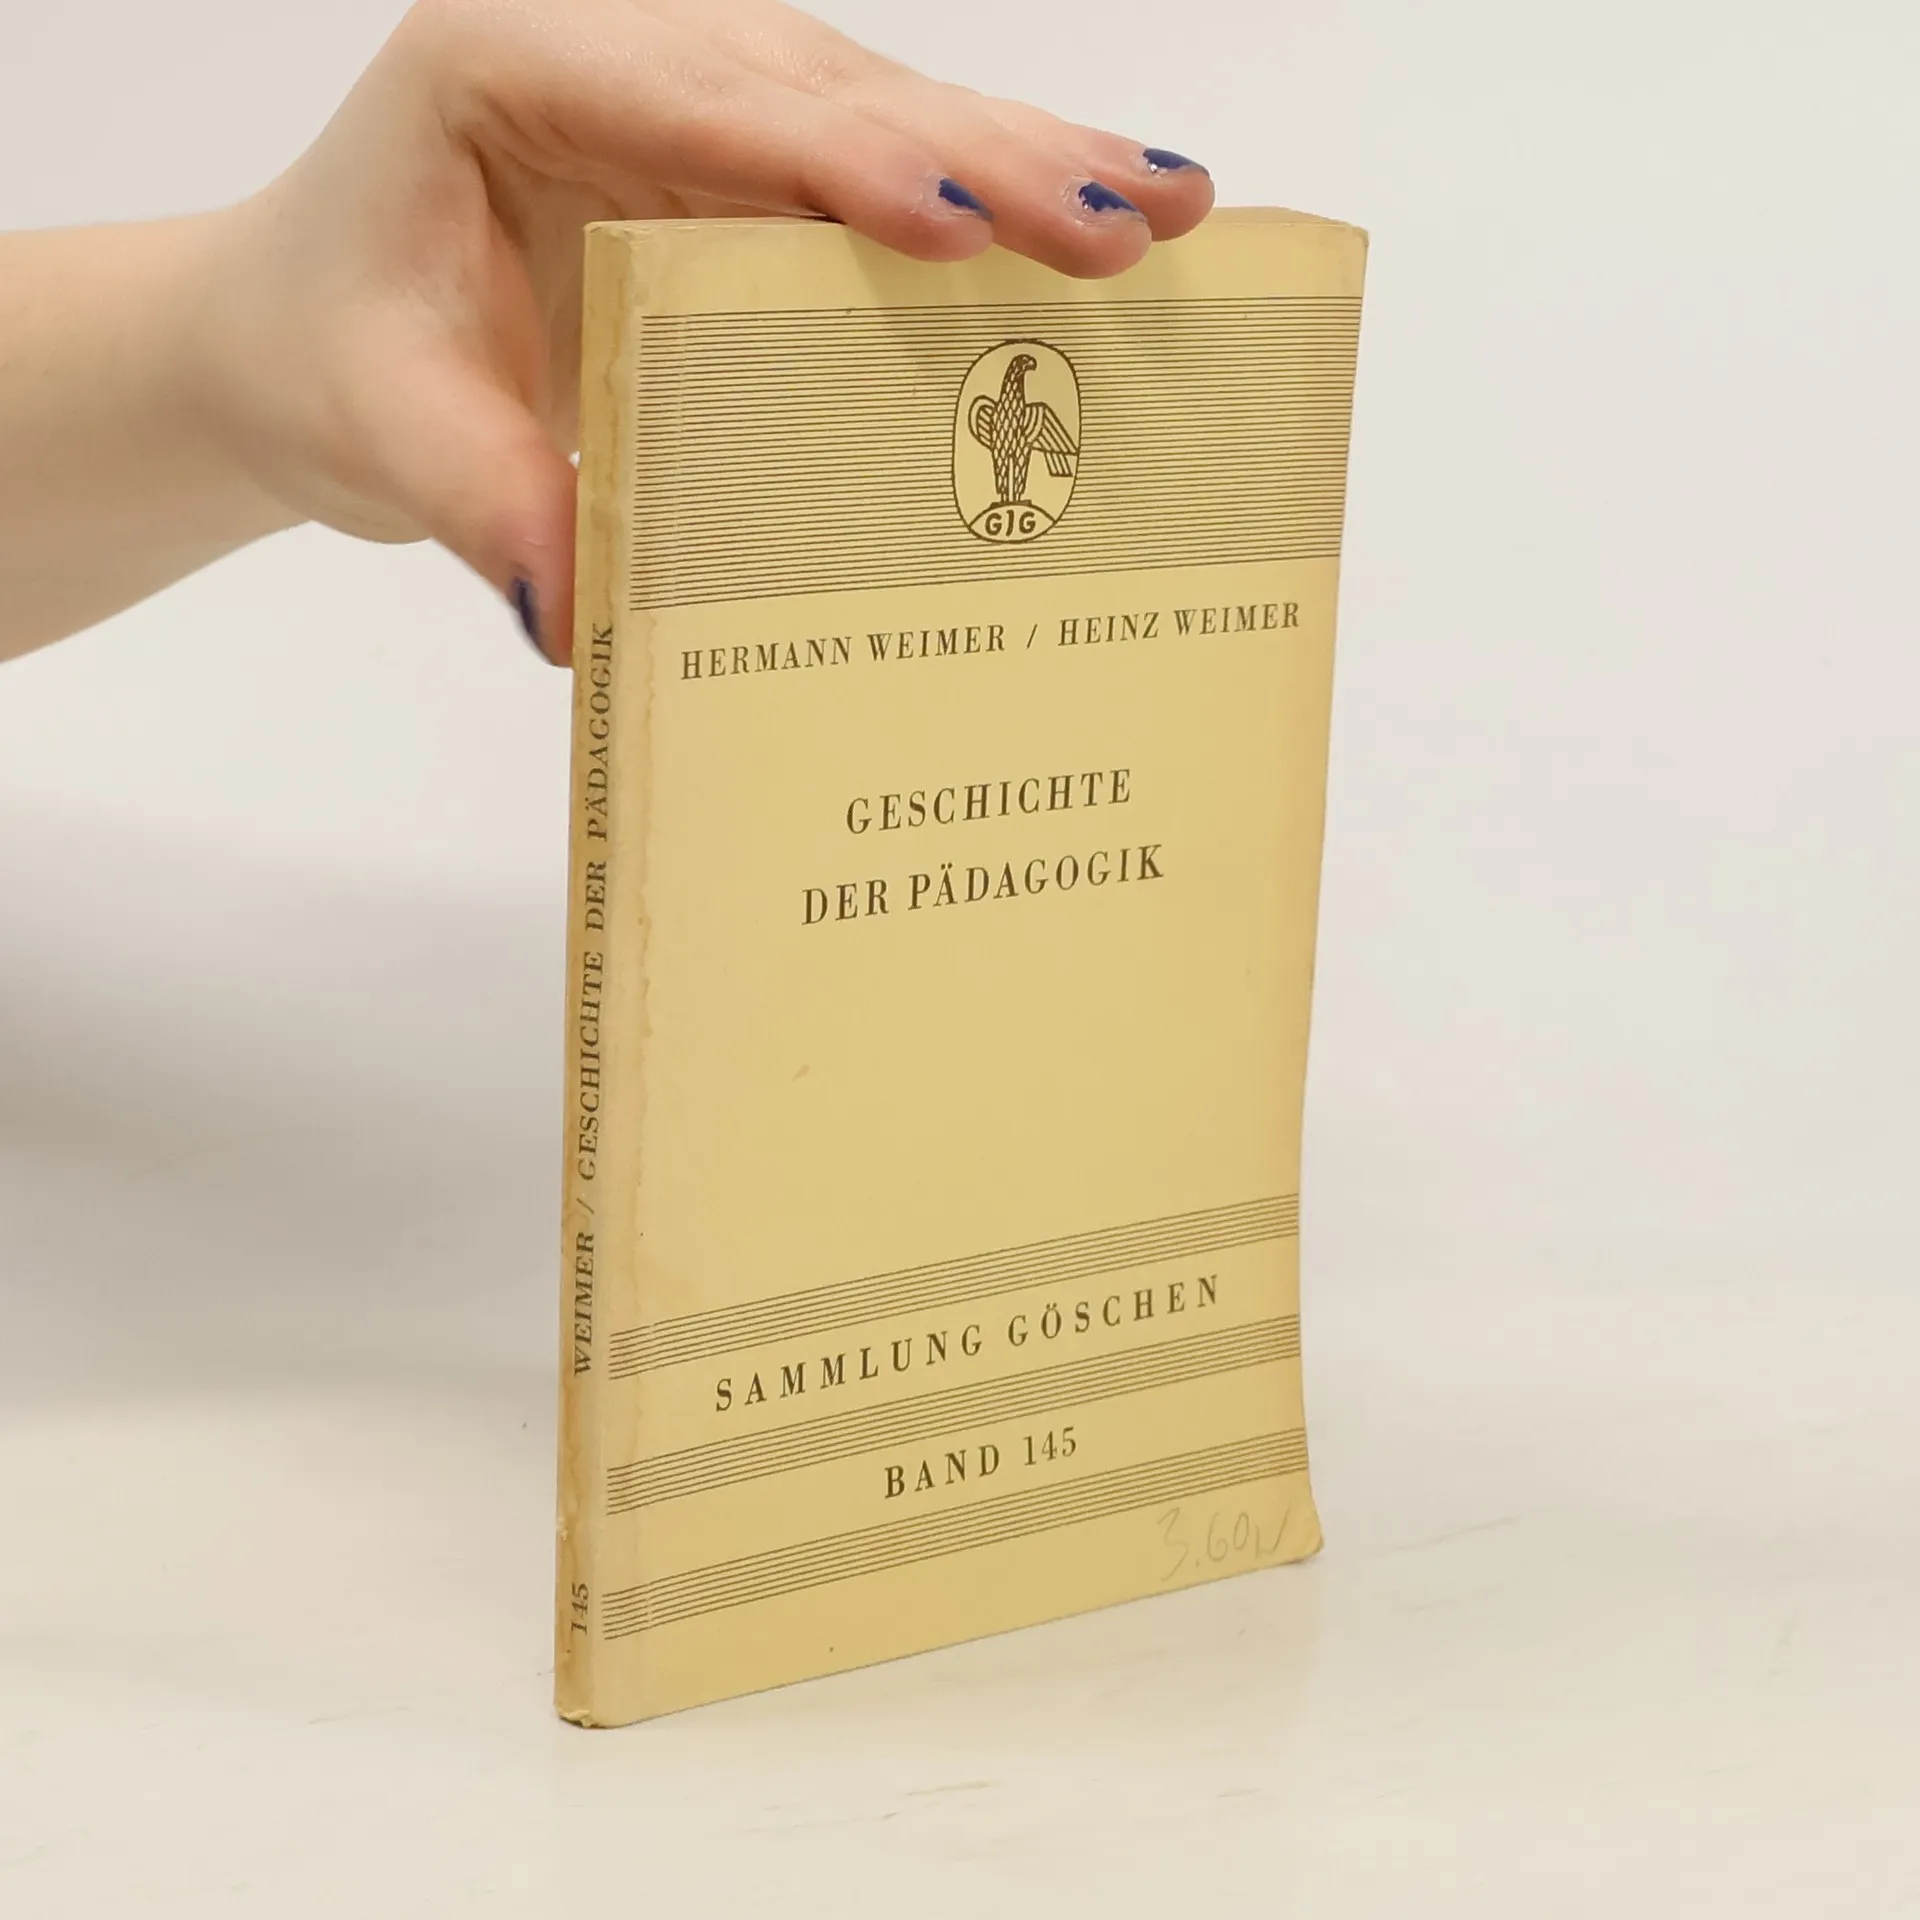 GJG
HERMANN WEIMER / HEINZ WEIMER
GESCHICHTE
DER PÄDAGOGIK
SAMMLUNG GÖSCHEN
BAND 145
3.60
WEIMER / GESCHICHTE DER PÄDAGOGIK
145